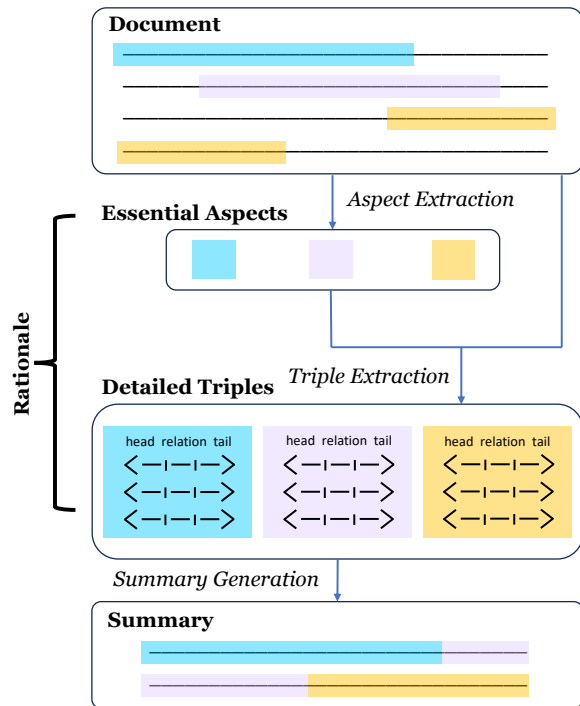 Document
Aspect Extraction
Essential Aspects
Rationale
Triple Extraction
Detailed Triples
head relation tail head relation tail head relation tail
Summary Generation
Summary